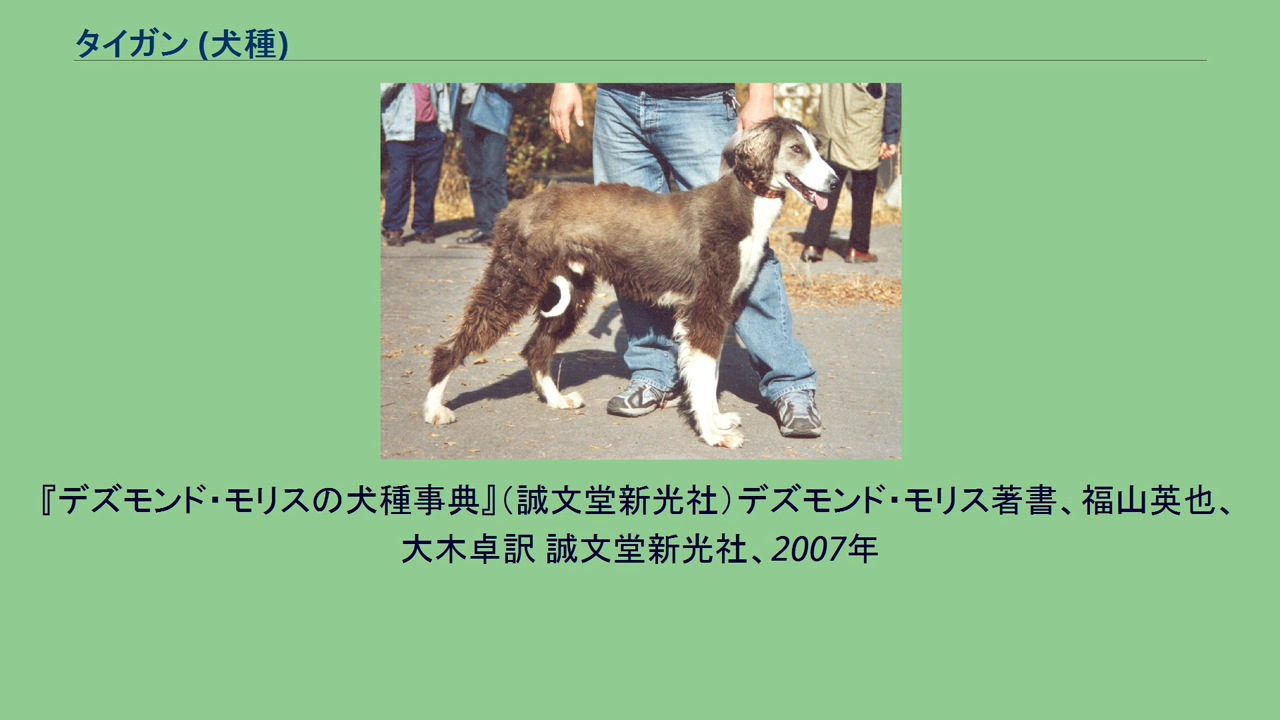 タイガン (犬種)
『デズモンド・モリスの犬種事典』（誠文堂新光社）デズモンド・モリス著書、福山英也、
大木卓訳 誠文堂新光社、2007年